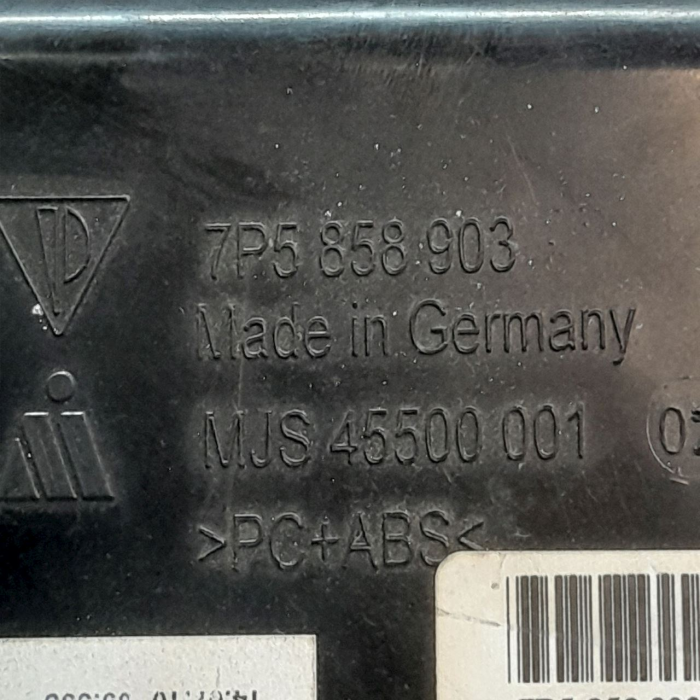 7P5 858 903
Made in Germany
MJS 45500 001
>PC+ABS<